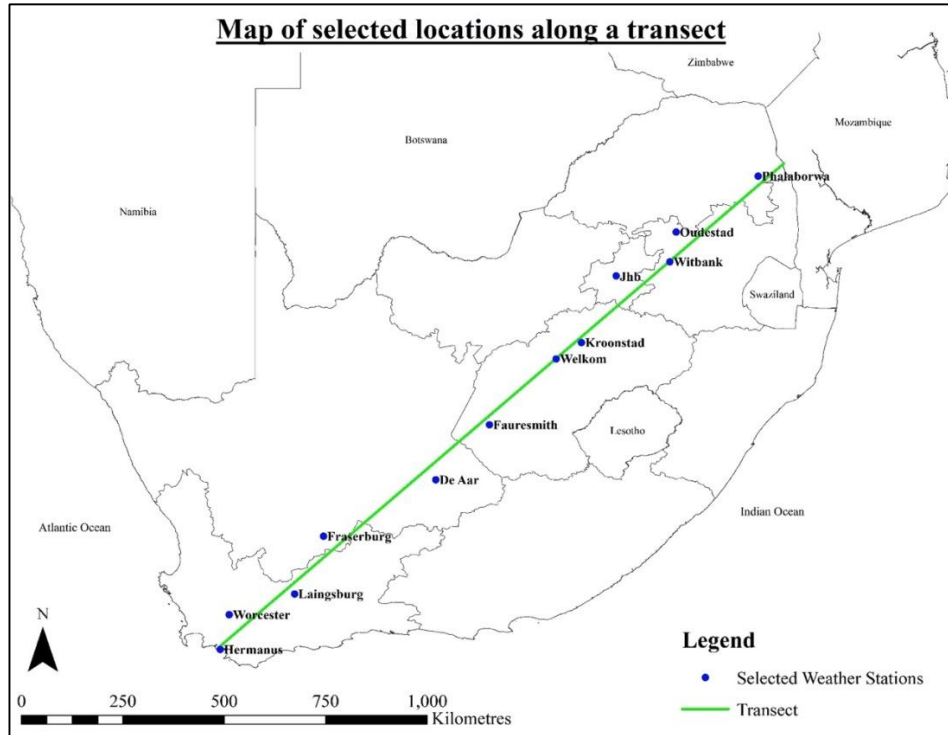 Map of selected locations along a transect
Zimbabwe
Mozambique
Botswana
Phalaborwa
Namibia
Oudestad
Witbank
Jhb
Swaziland
Kroonstad
Welkom
Fauresmith
Lesotho
De Aar
Indian Ocean
Atlantic Ocean
Fraserburg
Laingsburg
Worcester
N
Hermanus
Legend
Selected Weather Stations
Transect
0 250 500 750 1,000
Kilometres